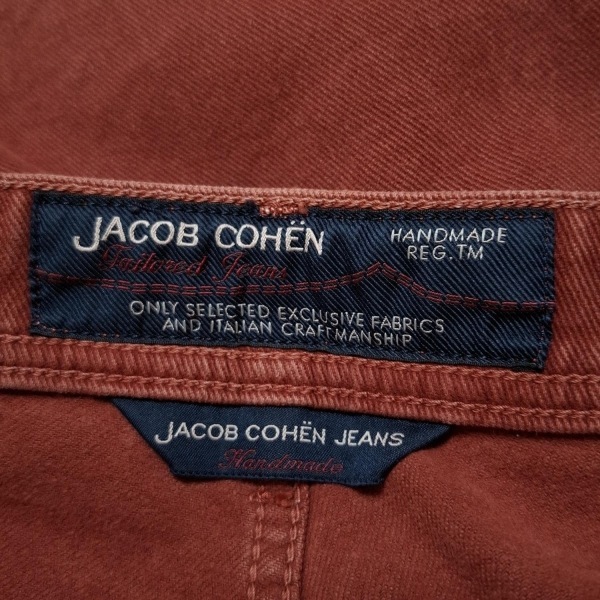 JACOB COHËN
Tailored Jeans
HANDMADE
REG.TM
ONLY SELECTED EXCLUSIVE FABRICS
AND ITALIAN CRAFTMANSHIP
JACOB COHËN JEANS
Handmade